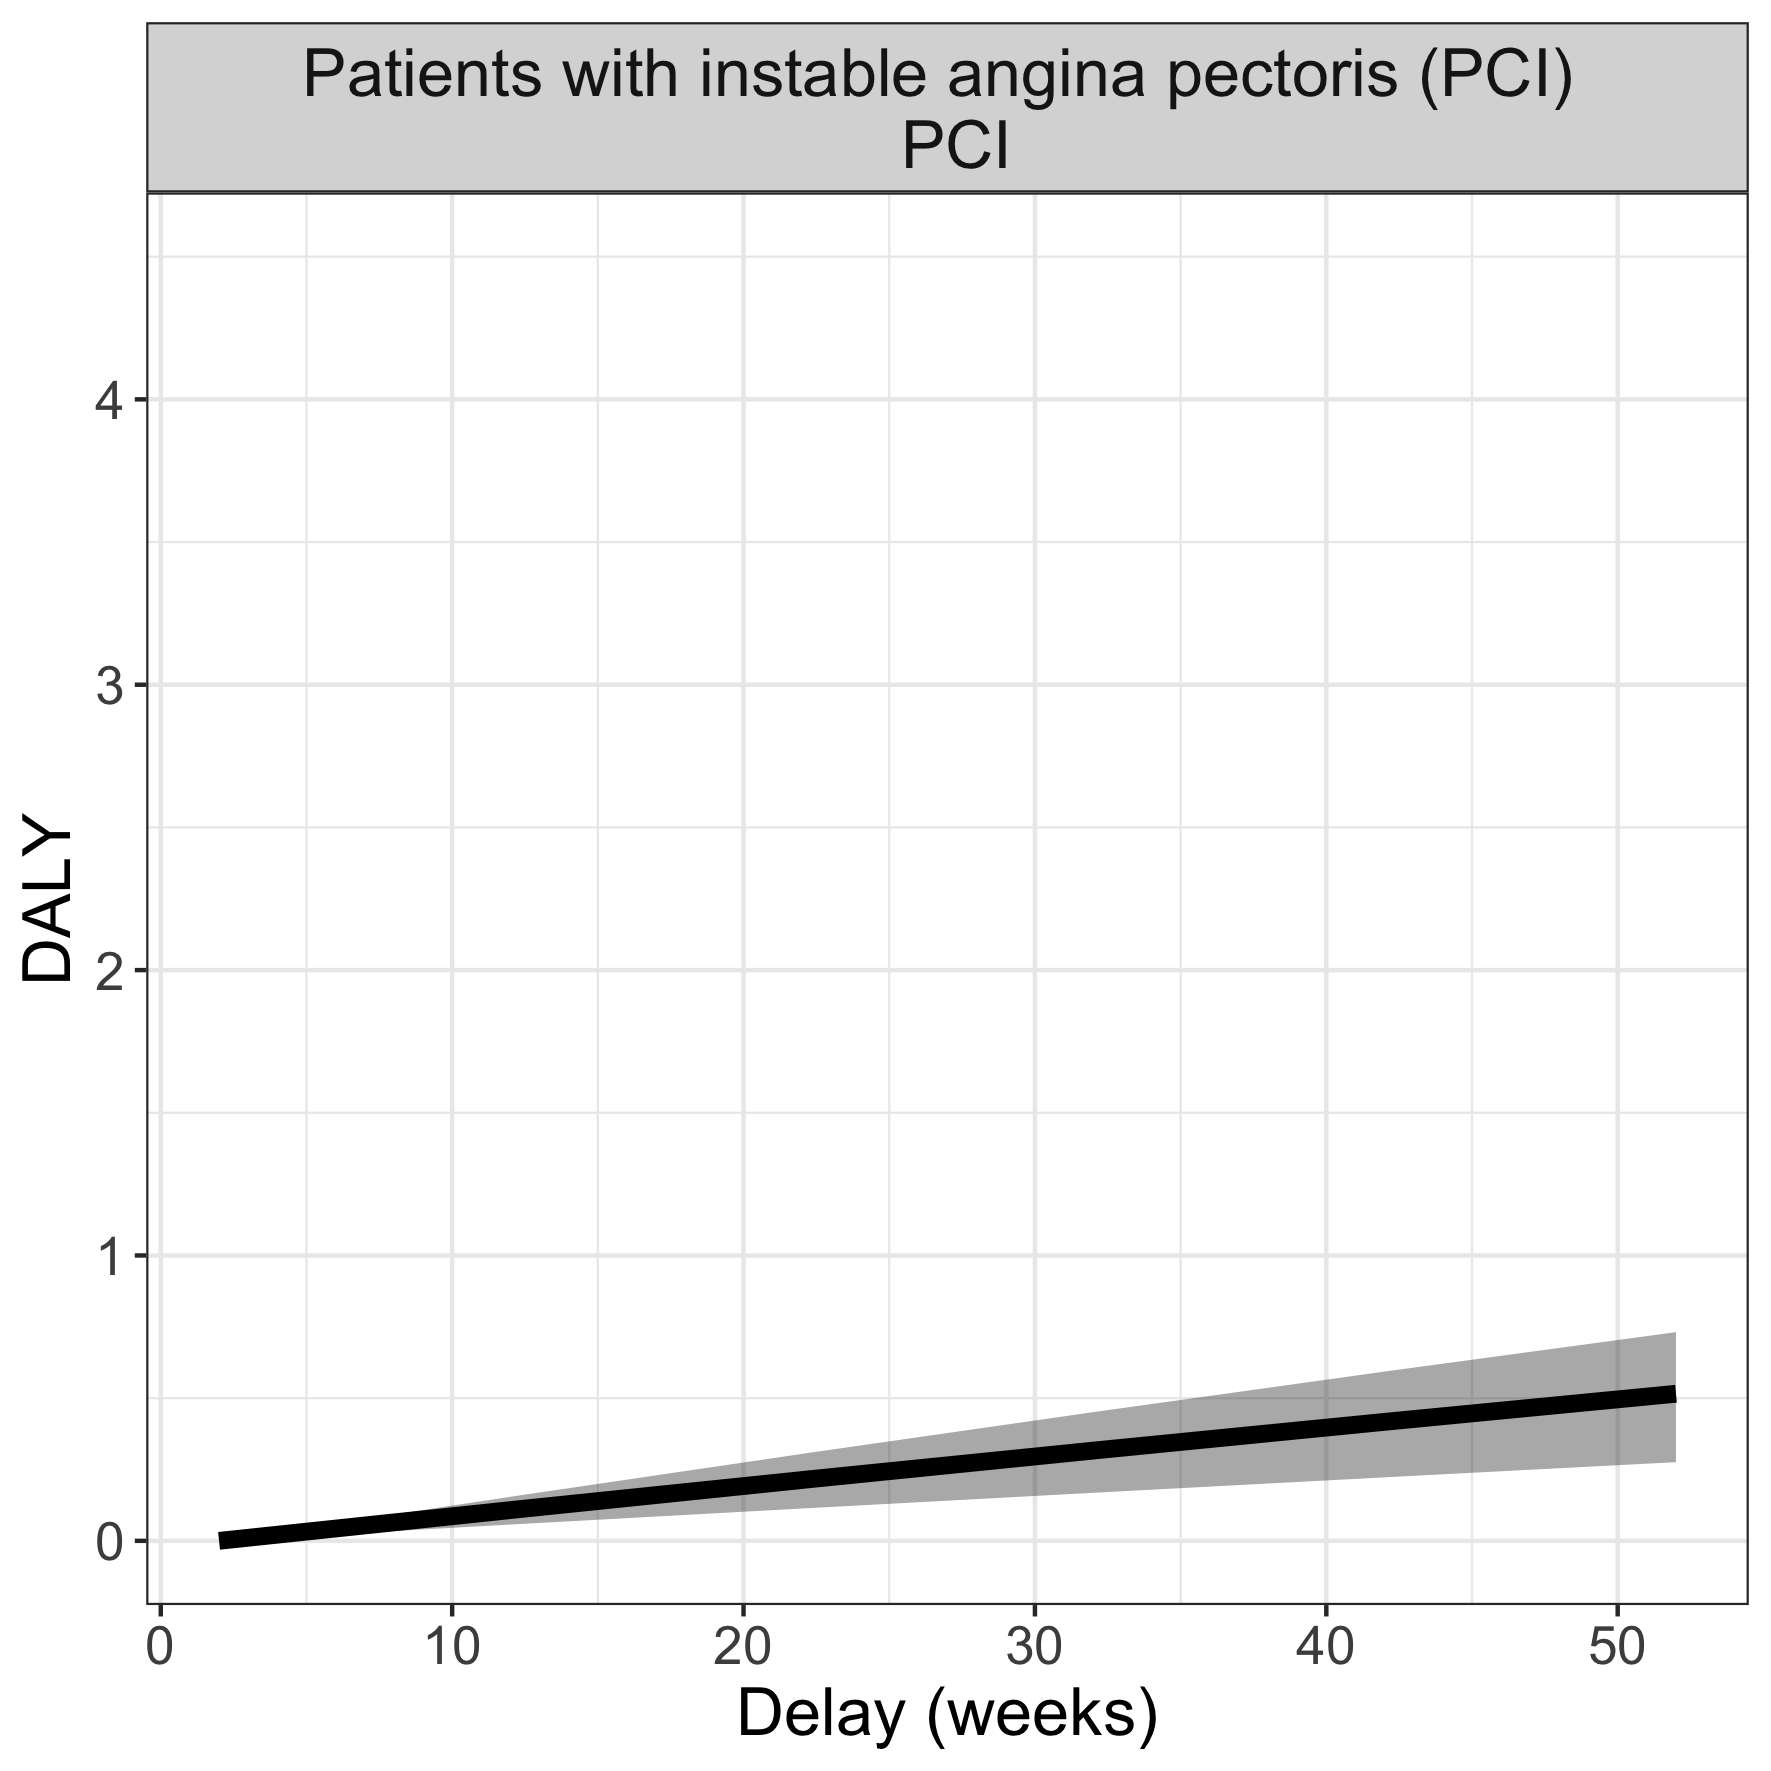 Patients with instable angina pectoris (PCI)
PCI
DALY
4
3
2
1
0
0 10 20 30 40 50
Delay (weeks)